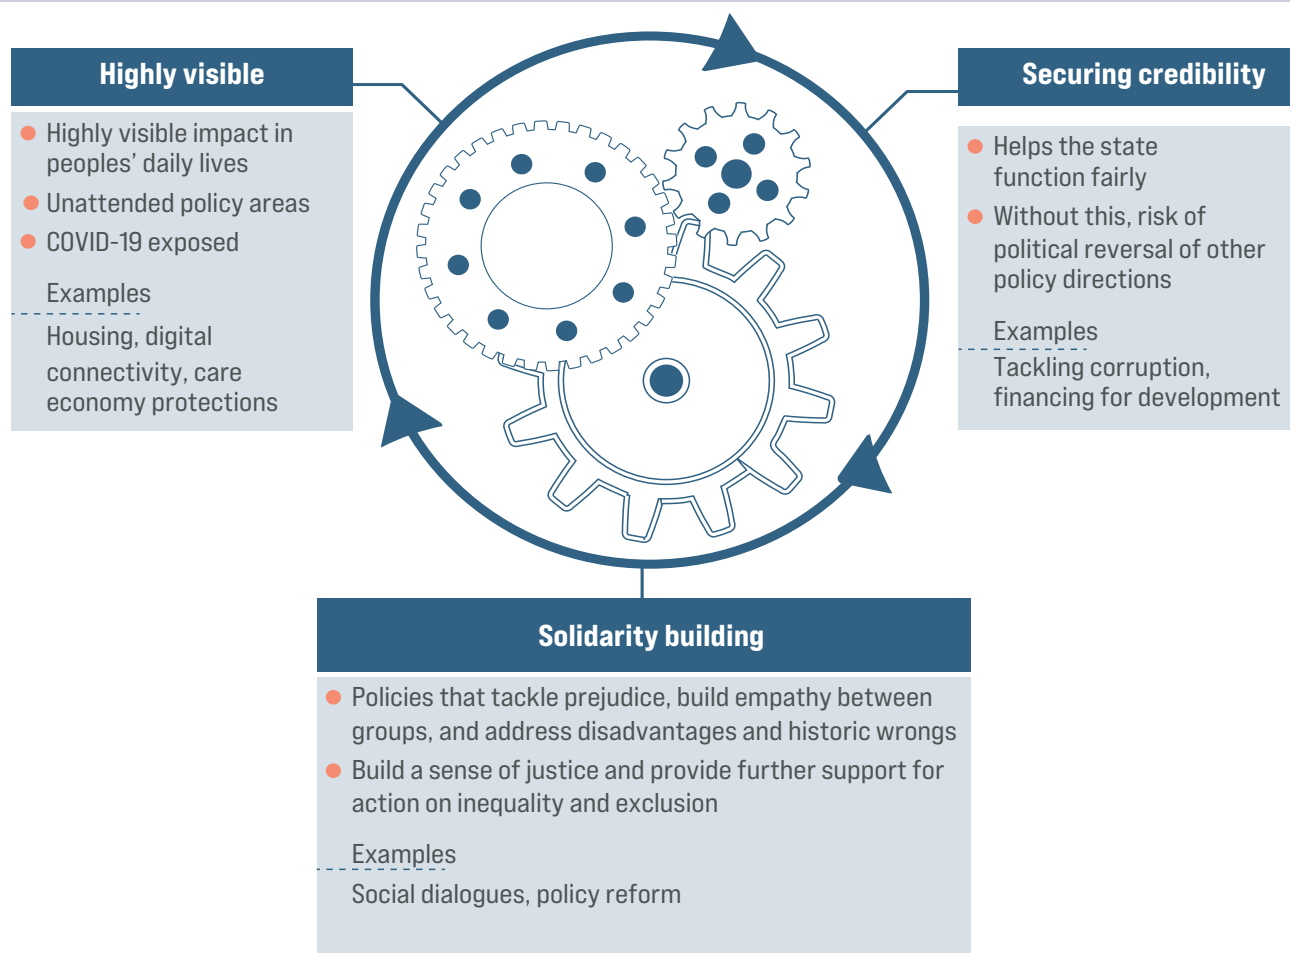 Highly visible
Highly visible impact in
peoples’ daily lives
Unattended policy areas
COVID-19 exposed
Examples
Housing, digital
connectivity, care
economy protections
Securing credibility
Helps the state
function fairly
Without this, risk of
political reversal of other
policy directions
Examples
Tackling corruption,
financing for development
Solidarity building
Policies that tackle prejudice, build empathy between
groups, and address disadvantages and historic wrongs
Build a sense of justice and provide further support for
action on inequality and exclusion
Examples
Social dialogues, policy reform